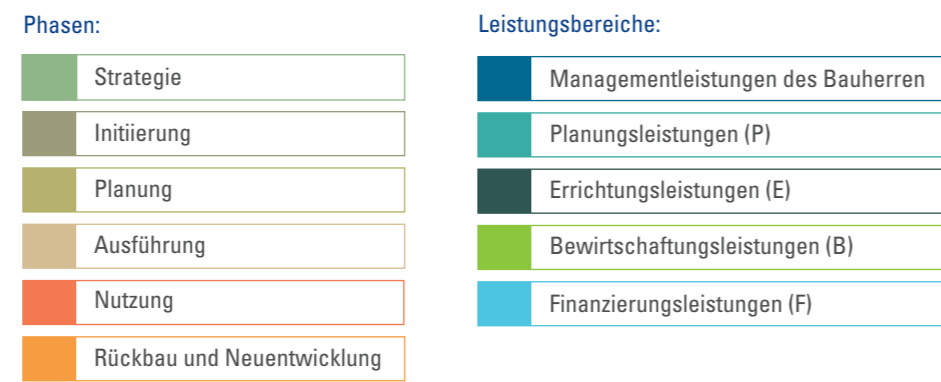 Phasen:
Strategie
Initiierung
Planung
Ausführung
Nutzung
Rückbau und Neuentwicklung
Leistungsbereiche:
Managementleistungen des Bauherren
Planungsleistungen (P)
Errichtungsleistungen (E)
Bewirtschaftungsleistungen (B)
Finanzierungsleistungen (F)